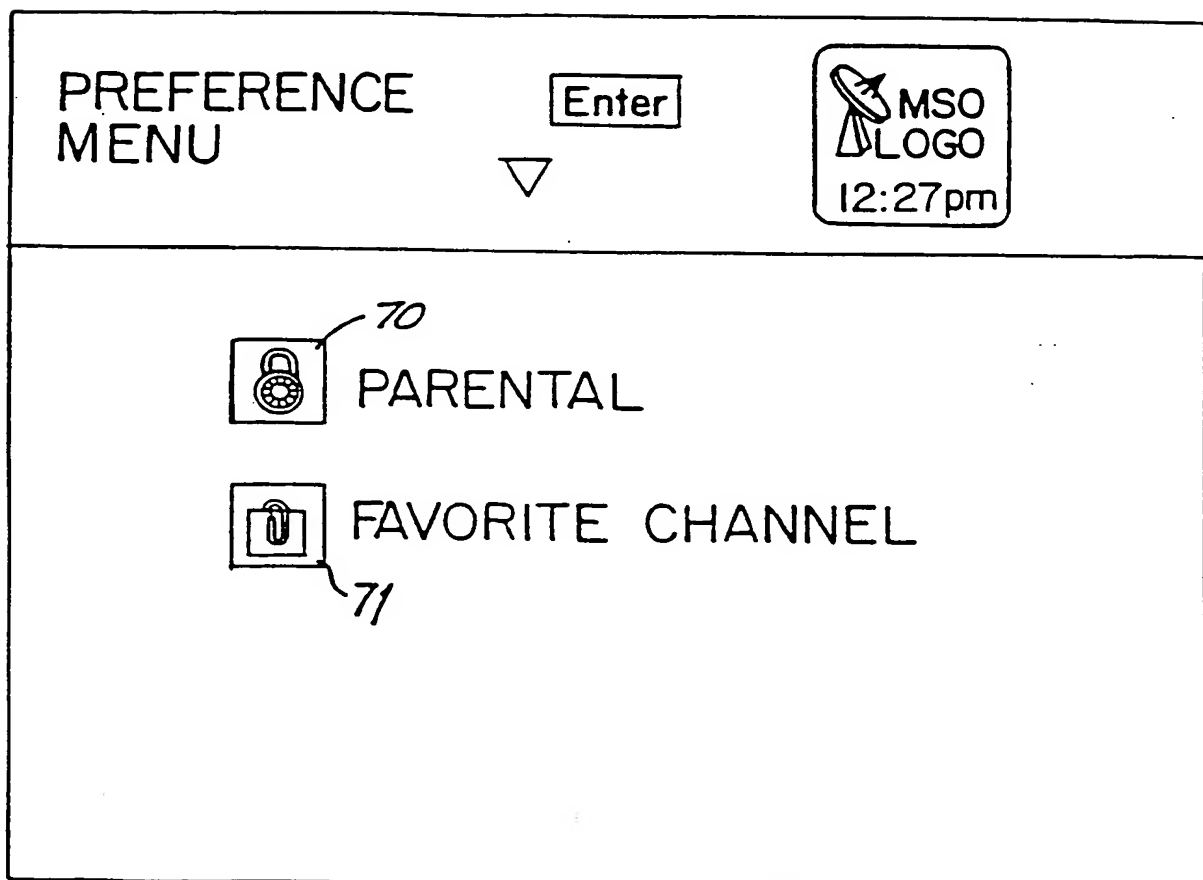 PREFERENCE
MENU
Enter
MSO
LOGO
12:27pm
70
PARENTAL
FAVORITE CHANNEL
71